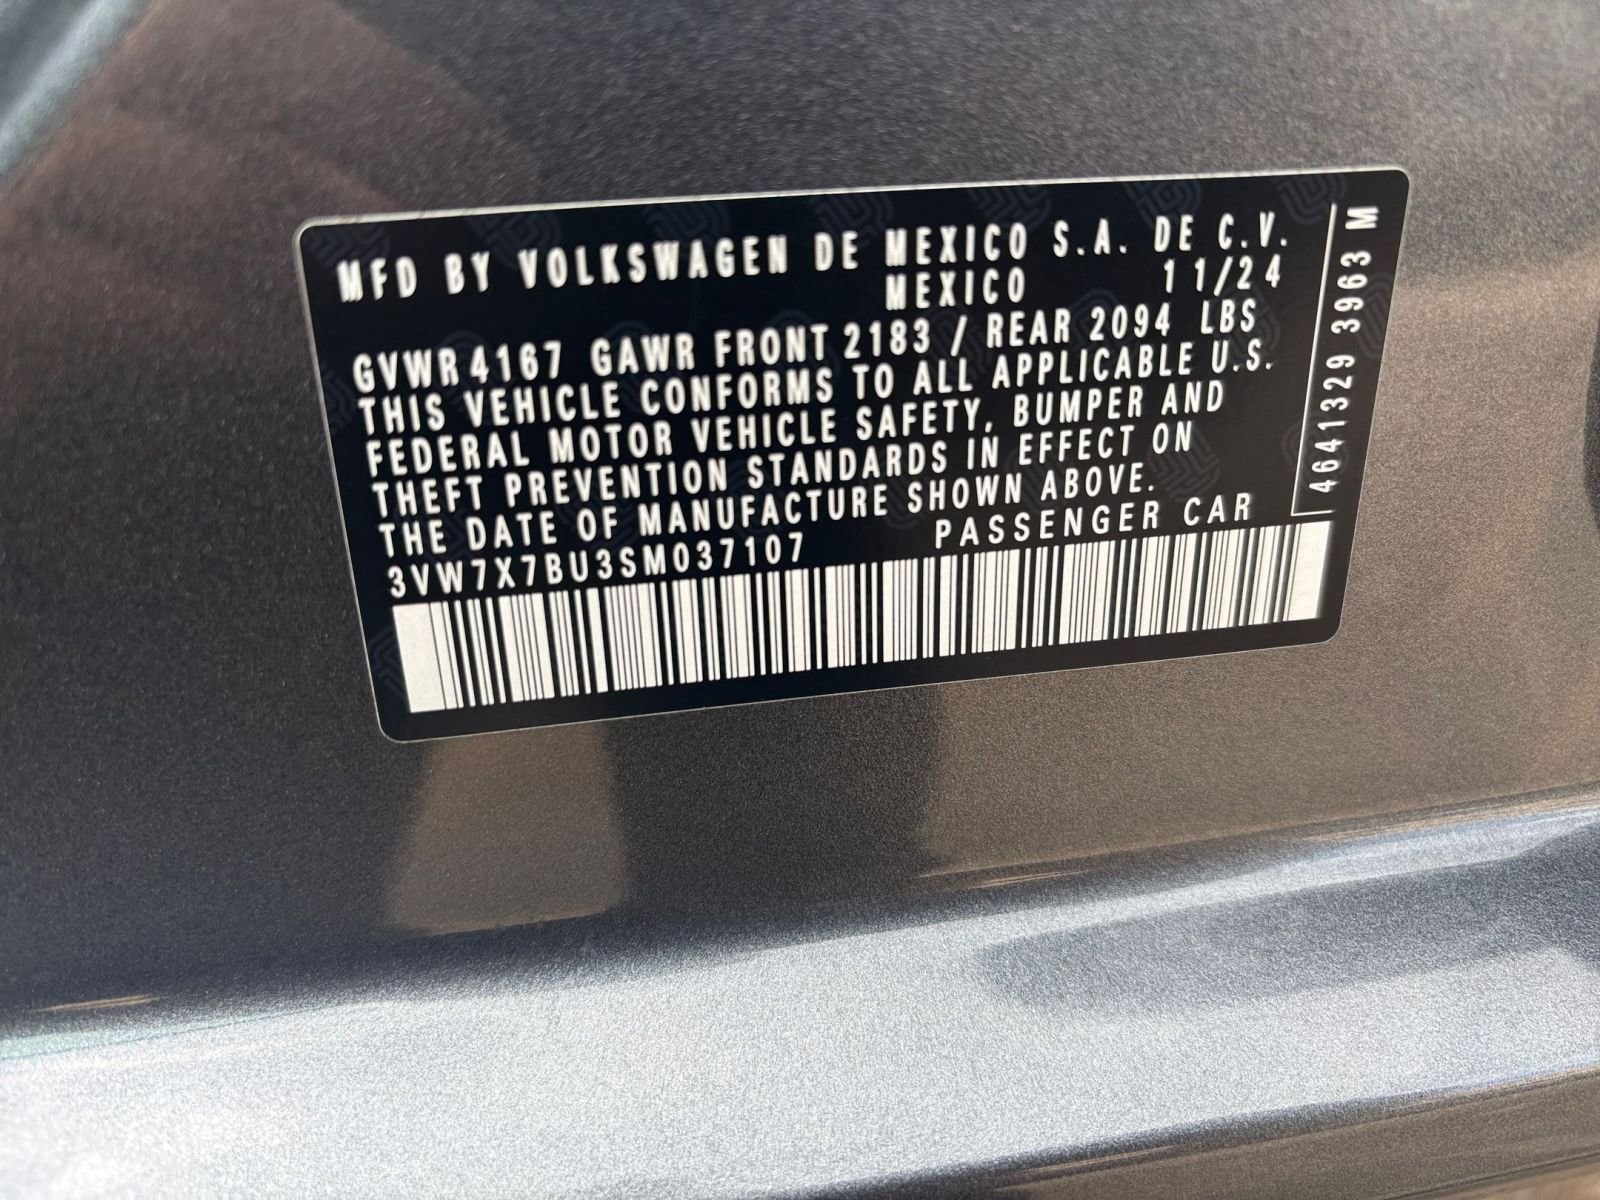 MFD BY VOLKSWAGEN DE MEXICO S.A. DE C.V.
MEXICO 11/24
GVWR 4167 GAWR FRONT 2183 / REAR 2094 LBS
THIS VEHICLE CONFORMS TO ALL APPLICABLE U.S.
FEDERAL MOTOR VEHICLE SAFETY, BUMPER AND
THEFT PREVENTION STANDARDS IN EFFECT ON
THE DATE OF MANUFACTURE SHOWN ABOVE.
3VW7X7BU3SM037107 PASSENGER CAR
4641329 3963 M